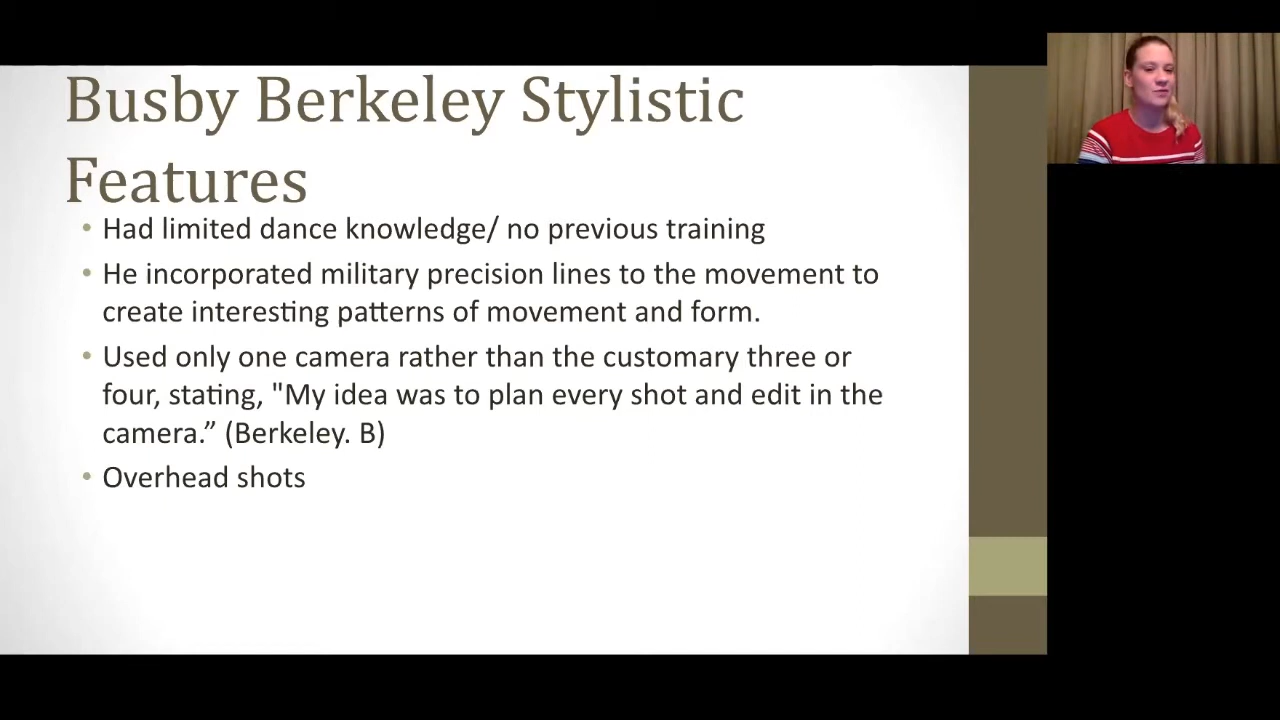 Busby Berkeley Stylistic
Features
• Had limited dance knowledge/ no previous training
• He incorporated military precision lines to the movement to
create interesting patterns of movement and form.
• Used only one camera rather than the customary three or
four, stating, "My idea was to plan every shot and edit in the
camera.” (Berkeley. B)
• Overhead shots